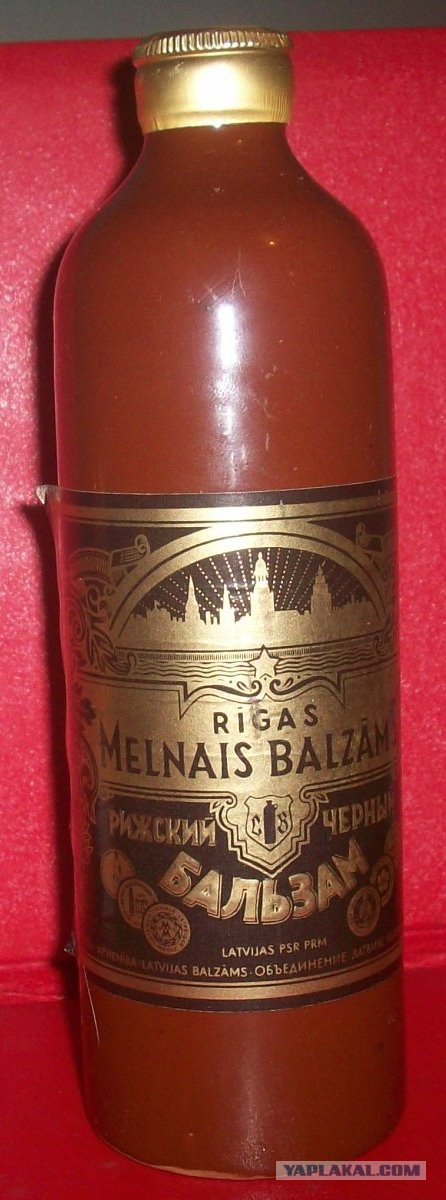 RIGAS
MELNAIS BALZĀMS
РИЖСКИЙ ЧЕРНЫЙ
БАЛЬЗАМ
LATVIJAS PSR PRM
LATVIJAS BALZĀMS · ОБЪЕДИНЕНИЕ
YAPLAKAL.COM